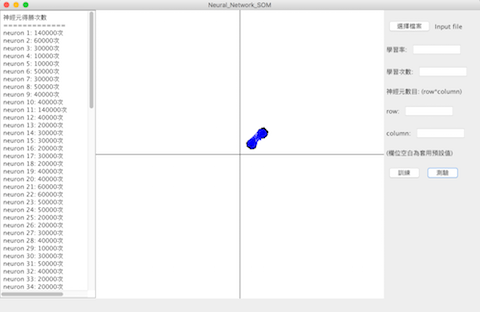 Neural_Network_SOM
神經元得勝次數
=============
neuron 1: 140000次
neuron 2: 60000次
neuron 3: 30000次
neuron 4: 10000次
neuron 5: 10000次
neuron 6: 50000次
neuron 7: 30000次
neuron 8: 50000次
neuron 9: 40000次
neuron 10: 40000次
neuron 11: 140000次
neuron 12: 40000次
neuron 13: 20000次
neuron 14: 30000次
neuron 15: 30000次
neuron 16: 20000次
neuron 17: 30000次
neuron 18: 20000次
neuron 19: 40000次
neuron 20: 40000次
neuron 21: 60000次
neuron 22: 60000次
neuron 23: 50000次
neuron 24: 50000次
neuron 25: 20000次
neuron 26: 20000次
neuron 27: 30000次
neuron 28: 40000次
neuron 29: 10000次
neuron 30: 30000次
neuron 31: 50000次
neuron 32: 40000次
neuron 33: 20000次
neuron 34: 20000次
選擇檔案 Input file
學習率:
學習次數:
神經元數目: (row*column)
row:
column:
(欄位空白為套用預設值)
訓練 測驗